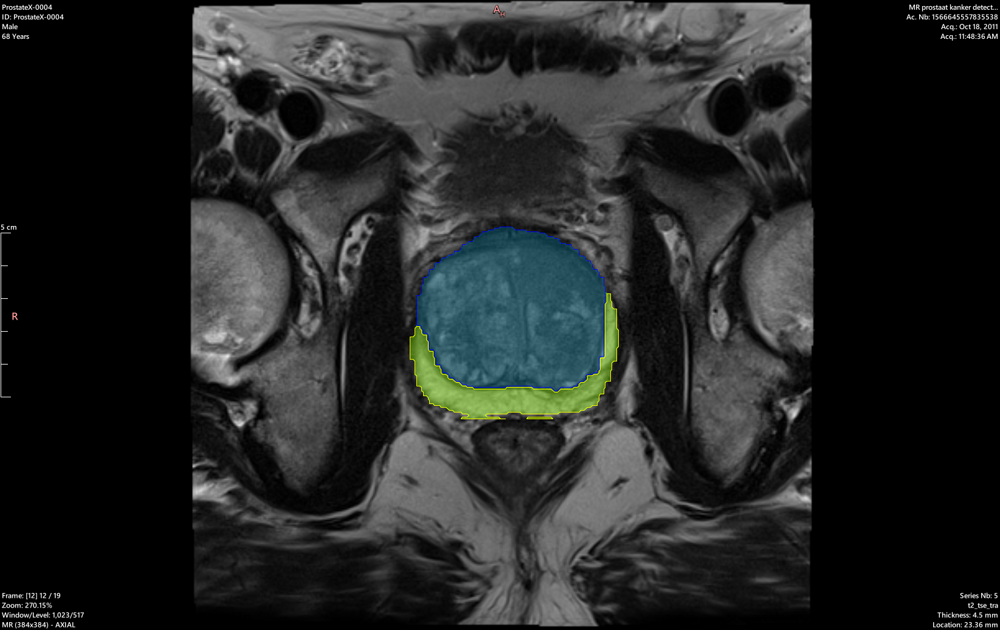 ProstateX-0004
ID: ProstateX-0004
Male
68 Years
A H
MR prostaat kanker detect...
Ac. Nb: 1566645557835538
Acq.: Oct 18, 2011
Acq.: 11:48:36 AM
5 cm
R
Frame: [12] 12 / 19
Zoom: 270.15%
Window/Level: 1,023/517
MR (384x384) - AXIAL
Series Nb: 5
t2_tse_tra
Thickness: 4.5 mm
Location: 23.36 mm